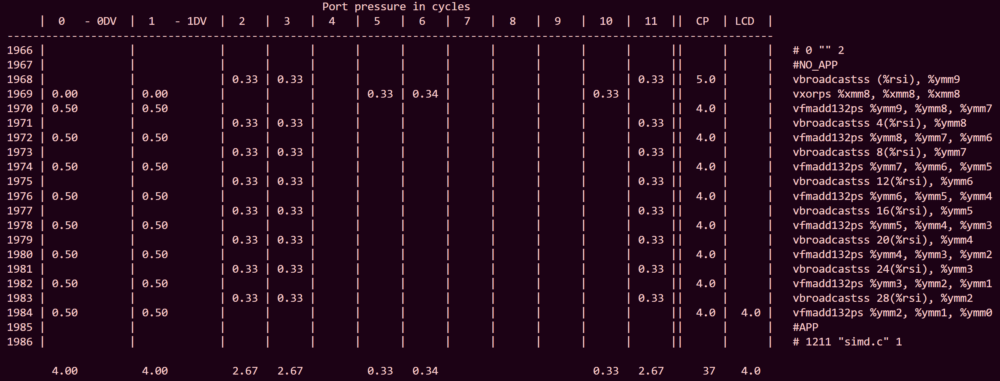 Port pressure in cycles
| 0 - 0DV | 1 - 1DV | 2 | 3 | 4 | 5 | 6 | 7 | 8 | 9 | 10 | 11 || CP | LCD |
-----------------------------------------------------------------------------------------------------------------------
1966 | | | | | | | | | | | | || | | # 0 "" 2
1967 | | | | | | | | | | | | || | | #NO_APP
1968 | | | 0.33 | 0.33 | | | | | | | | 0.33 || 5.0 | | vbroadcastss (%rsi), %ymm9
1969 | 0.00 | 0.00 | | | | 0.33 | 0.34 | | | | 0.33 | || | | vxorps %xmm8, %xmm8, %xmm8
1970 | 0.50 | 0.50 | | | | | | | | | | || 4.0 | | vfmadd132ps %ymm9, %ymm8, %ymm7
1971 | | | 0.33 | 0.33 | | | | | | | | 0.33 || | | vbroadcastss 4(%rsi), %ymm8
1972 | 0.50 | 0.50 | | | | | | | | | | || 4.0 | | vfmadd132ps %ymm8, %ymm7, %ymm6
1973 | | | 0.33 | 0.33 | | | | | | | | 0.33 || | | vbroadcastss 8(%rsi), %ymm7
1974 | 0.50 | 0.50 | | | | | | | | | | || 4.0 | | vfmadd132ps %ymm7, %ymm6, %ymm5
1975 | | | 0.33 | 0.33 | | | | | | | | 0.33 || | | vbroadcastss 12(%rsi), %ymm6
1976 | 0.50 | 0.50 | | | | | | | | | | || 4.0 | | vfmadd132ps %ymm6, %ymm5, %ymm4
1977 | | | 0.33 | 0.33 | | | | | | | | 0.33 || | | vbroadcastss 16(%rsi), %ymm5
1978 | 0.50 | 0.50 | | | | | | | | | | || 4.0 | | vfmadd132ps %ymm5, %ymm4, %ymm3
1979 | | | 0.33 | 0.33 | | | | | | | | 0.33 || | | vbroadcastss 20(%rsi), %ymm4
1980 | 0.50 | 0.50 | | | | | | | | | | || 4.0 | | vfmadd132ps %ymm4, %ymm3, %ymm2
1981 | | | 0.33 | 0.33 | | | | | | | | 0.33 || | | vbroadcastss 24(%rsi), %ymm3
1982 | 0.50 | 0.50 | | | | | | | | | | || 4.0 | | vfmadd132ps %ymm3, %ymm2, %ymm1
1983 | | | 0.33 | 0.33 | | | | | | | | 0.33 || | | vbroadcastss 28(%rsi), %ymm2
1984 | 0.50 | 0.50 | | | | | | | | | | || 4.0 | 4.0 | vfmadd132ps %ymm2, %ymm1, %ymm0
1985 | | | | | | | | | | | | || | | #APP
1986 | | | | | | | | | | | | || | | # 1211 "simd.c" 1
4.00 4.00 2.67 2.67 0.33 0.34 0.33 2.67 37 4.0